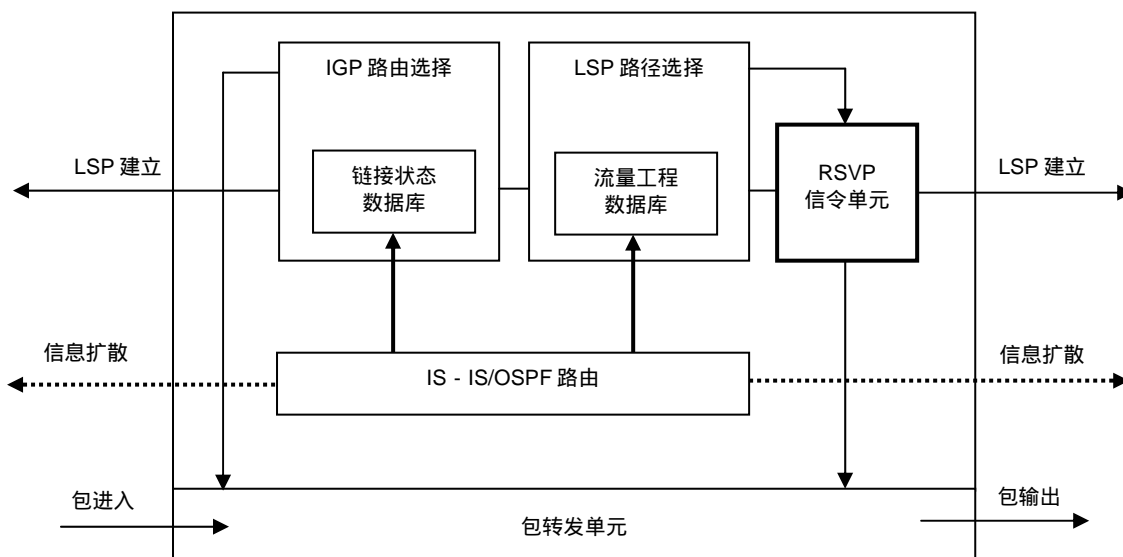 IGP 路由选择
LSP 路径选择
LSP 建立
链接状态
数据库
流量工程
数据库
RSVP
信令单元
LSP 建立
信息扩散
IS - IS/OSPF 路由
信息扩散
包进入
包转发单元
包输出